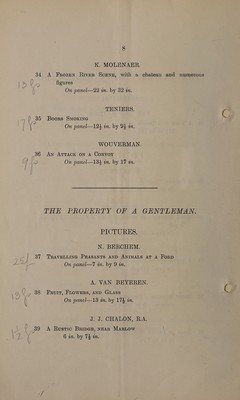 8
E. MOLENAER.
34 A FROZEN RIVER SCENE, with a chateau and numerous
figures
On panel—22 in. by 32 in.
TENIERS.
35 BOORS SMOKING
On panel—12½ in. by 9½ in.
WOUVERMAN.
36 AN ATTACK ON A CONVOY
On panel—13½ in. by 17 in.
THE PROPERTY OF A GENTLEMAN.
PICTURES.
N. BERCHEM.
37 TRAVELLING PEASANTS AND ANIMALS AT A FORD
On panel—7 in. by 9 in.
A. VAN BEYEREN.
38 FRUIT, FLOWERS, AND GLASS
On panel—13 in. by 17½ in.
J. J. CHALON, R.A.
39 A RUSTIC BRIDGE, NEAR MARLOW
6 in. by 7½ in.